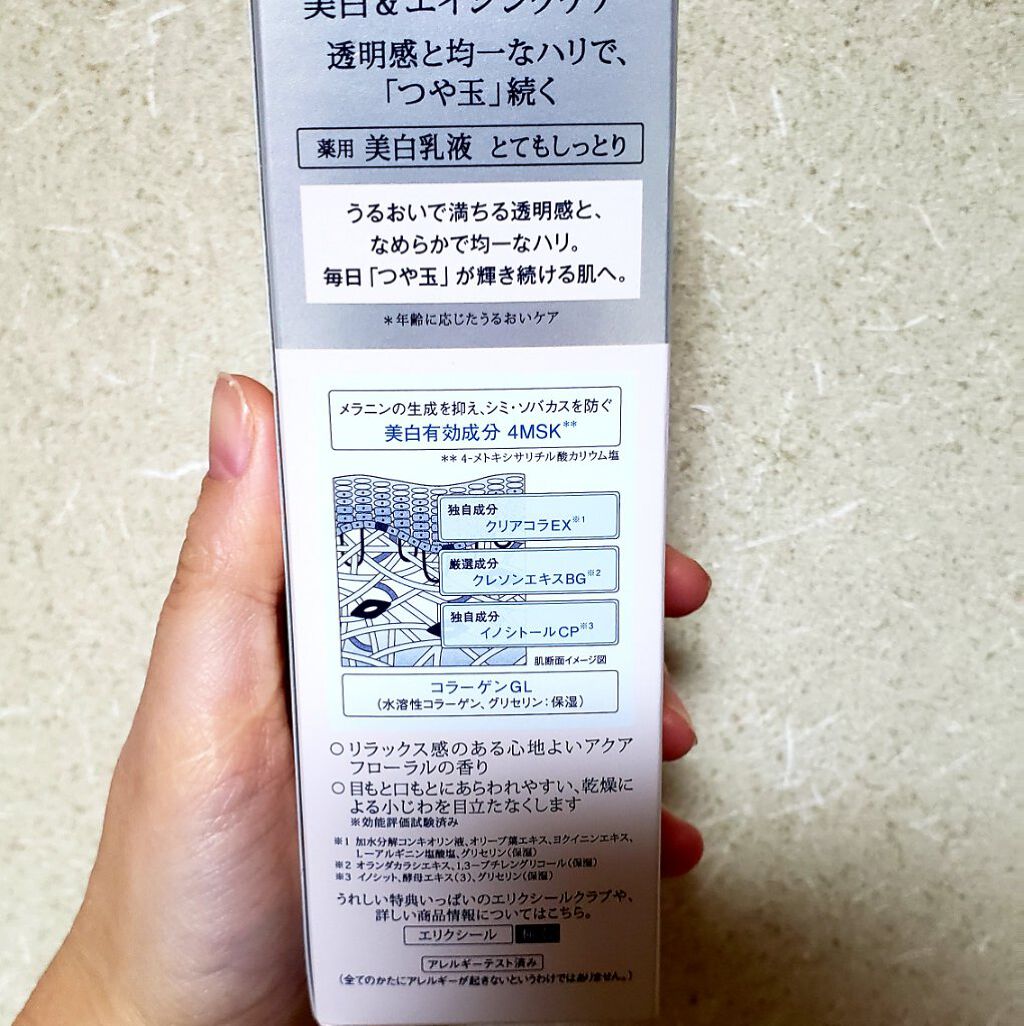 美白&エイジングケア
透明感と均一なハリで、
「つや玉」続く
薬用 美白乳液 とてもしっとり
うるおいで満ちる透明感と、
なめらかで均一なハリ。
毎日「つや玉」が輝き続ける肌へ。
*年齢に応じたうるおいケア
メラニンの生成を抑え、シミ・ソバカスを防ぐ
美白有効成分 4MSK**
**4-メトキシサリチル酸カリウム塩
独自成分
クリアコラEX※1
厳選成分
クレソンエキスBG※2
独自成分
イノシトールCP※3
肌断面イメージ図
コラーゲンGL
(水溶性コラーゲン、グリセリン:保湿)
○リラックス感のある心地よいアクア
フローラルの香り
○目もと口もとにあらわれやすい、乾燥
による小じわを目立たなくします
※効能評価試験済み
※1 加水分解コンキオリン液、オリーブ葉エキス、ヨクイニンエキス、
L-アルギニン塩酸塩、グリセリン(保湿)
※2 オランダカラシエキス、1,3-ブチレングリコール(保湿)
※3 イノシット、酵母エキス(3)、グリセリン(保湿)
うれしい特典いっぱいのエリクシールクラブや、
詳しい商品情報についてはこちら。
エリクシール
アレルギーテスト済み
(全てのかたにアレルギーが起きないというわけではありません。)